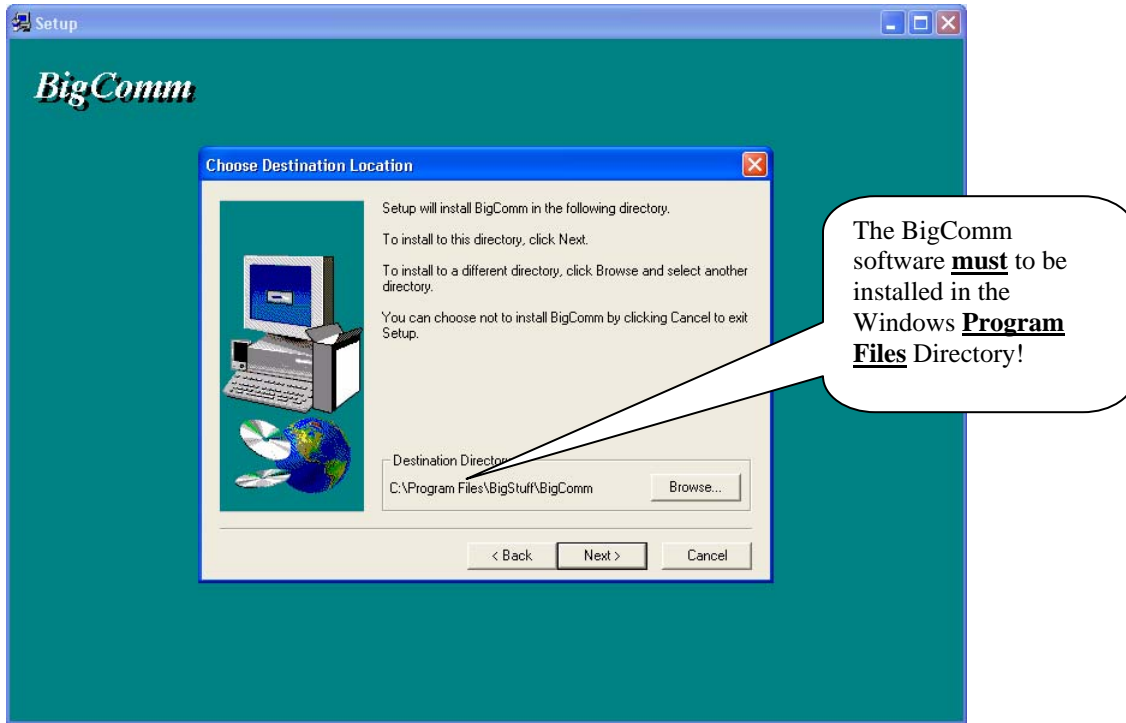 Setup
BigComm
Choose Destination Location
Setup will install BigComm in the following directory.
To install to this directory, click Next.
To install to a different directory, click Browse and select another
directory.
You can choose not to install BigComm by clicking Cancel to exit
Setup.
Destination Directory
C:\Program Files\BigStuff\BigComm
Browse...
< Back
Next >
Cancel
The BigComm
software must to be
installed in the
Windows Program
Files Directory!